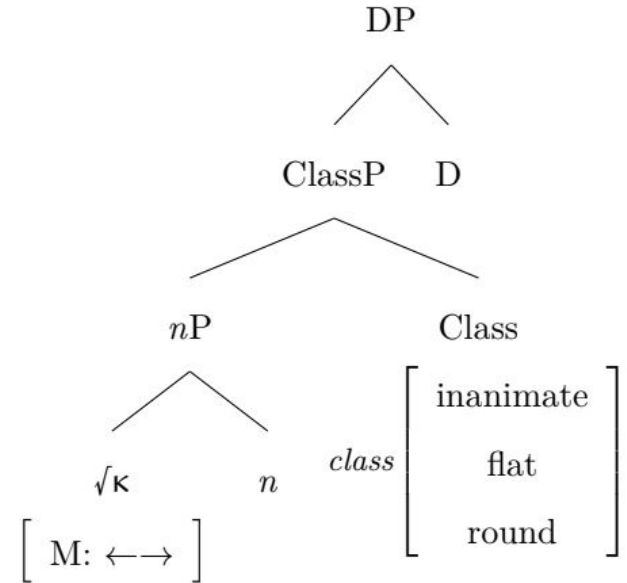 DP
ClassP D
nP Class
√κ n class
[ M: ←→ ]
[ inanimate
flat
round ]